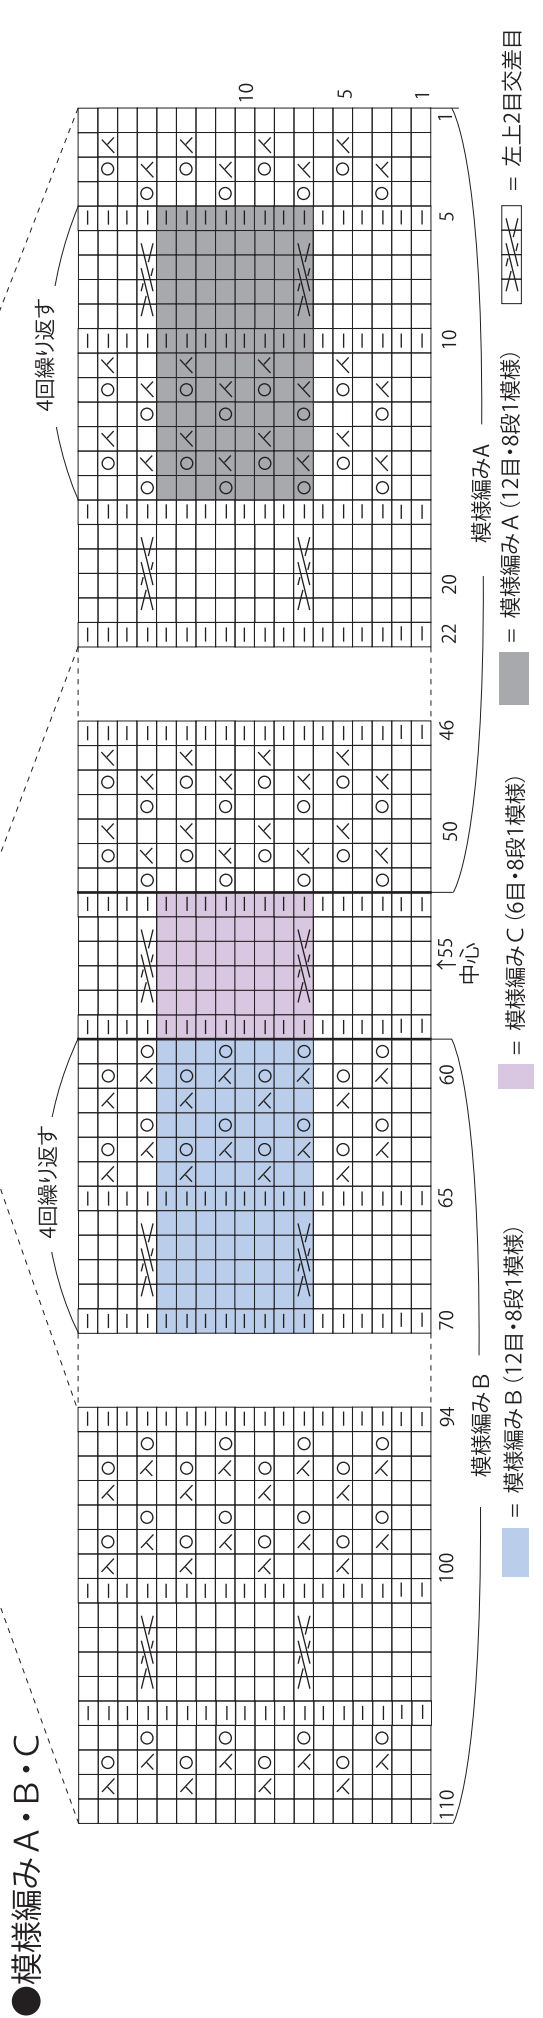 ●模様編みA・B・C
4回繰り返す
4回繰り返す
10
5
1
110
100
94
70
65
60
↑55
中心
50
46
22
20
10
5
1
模様編みB
模様編みA
= 模様編みB（12目・8段1模様）
= 模様編みC（6目・8段1模様）
= 模様編みA（12目・8段1模様）
= 左上2目交差目